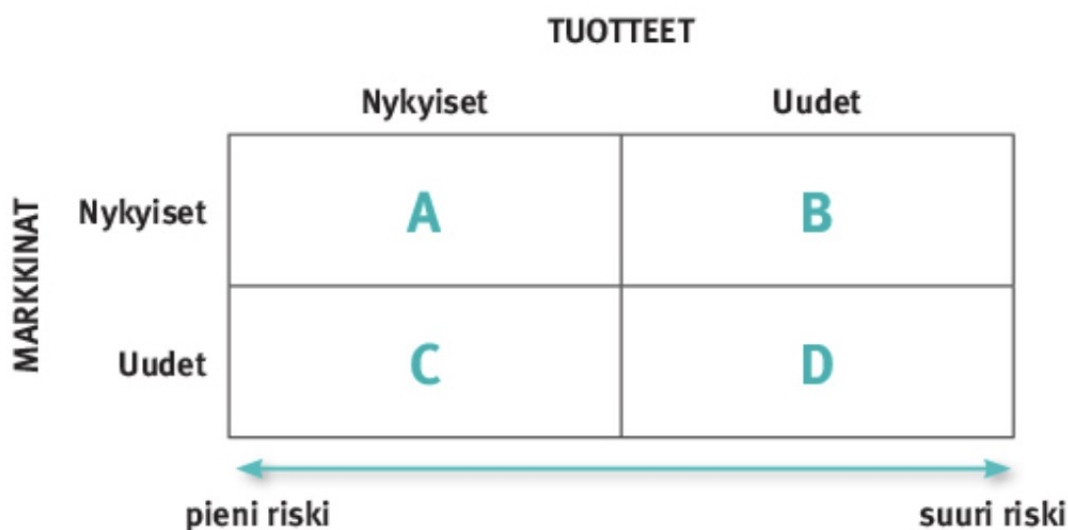 TUOTTEET
Nykyiset Uudet
MARKKINAT
Nykyiset A B
Uudet C D
pieni riski suuri riski